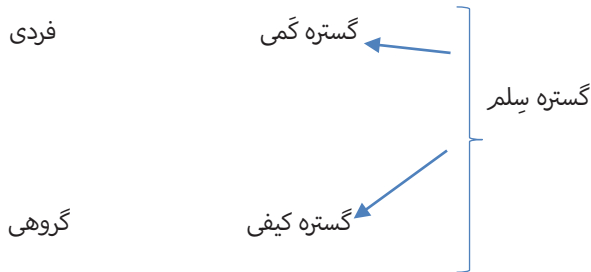 گستره سِلم
گستره کَمی
فردی
گستره کیفی
گروهی